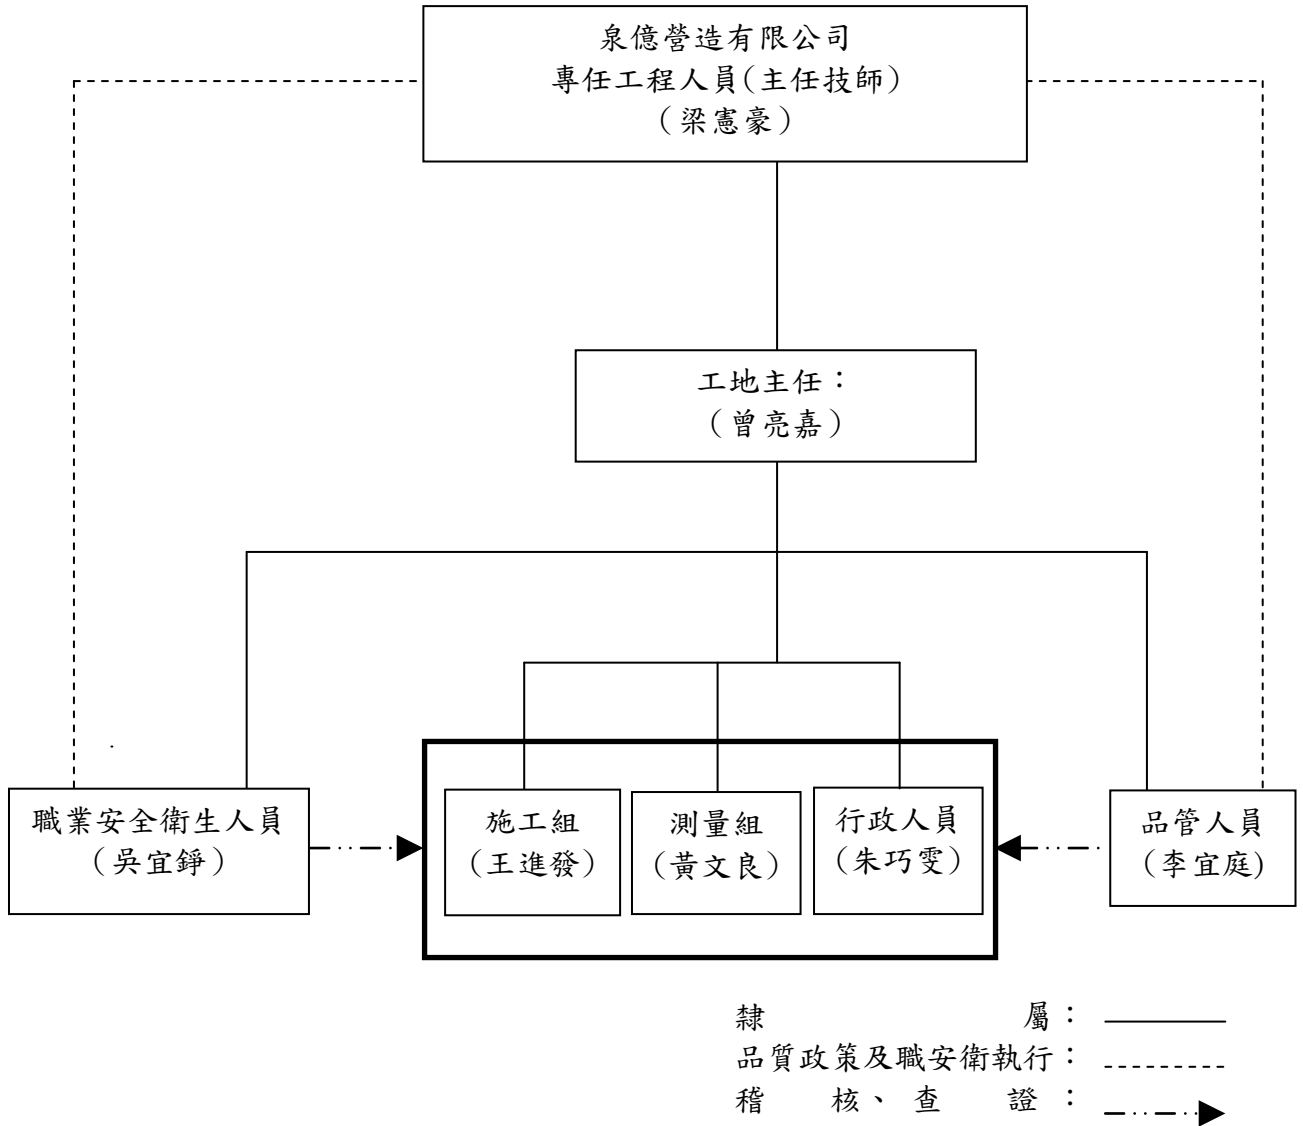 泉億營造有限公司
專任工程人員(主任技師)
(梁憲豪)
工地主任：
(曾亮嘉)
職業安全衛生人員
(吳宜錚)
施工組
(王進發)
測量組
(黃文良)
行政人員
(朱巧雯)
品管人員
(李宜庭)
隸屬：
品質政策及職安衛執行：
稽核、查證：